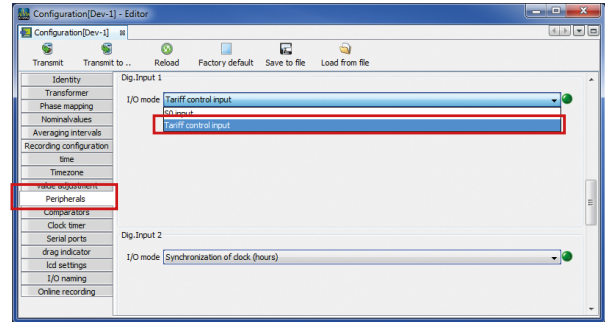 Configuration[Dev-1] - Editor
Configuration[Dev-1]
Transmit Transmit to .. Reload Factory default Save to file Load from file
Identity
Transformer
Phase mapping
Nominalvalues
Averaging intervals
Recording configuration
time
Timezone
value adjustment
Peripherals
Comparators
Clock timer
Serial ports
drag indicator
lcd settings
I/O naming
Online recording
Dig.Input 1
I/O mode Tariff control input
S0 input
Tariff control input
Dig.Input 2
I/O mode Synchronization of clock (hours)